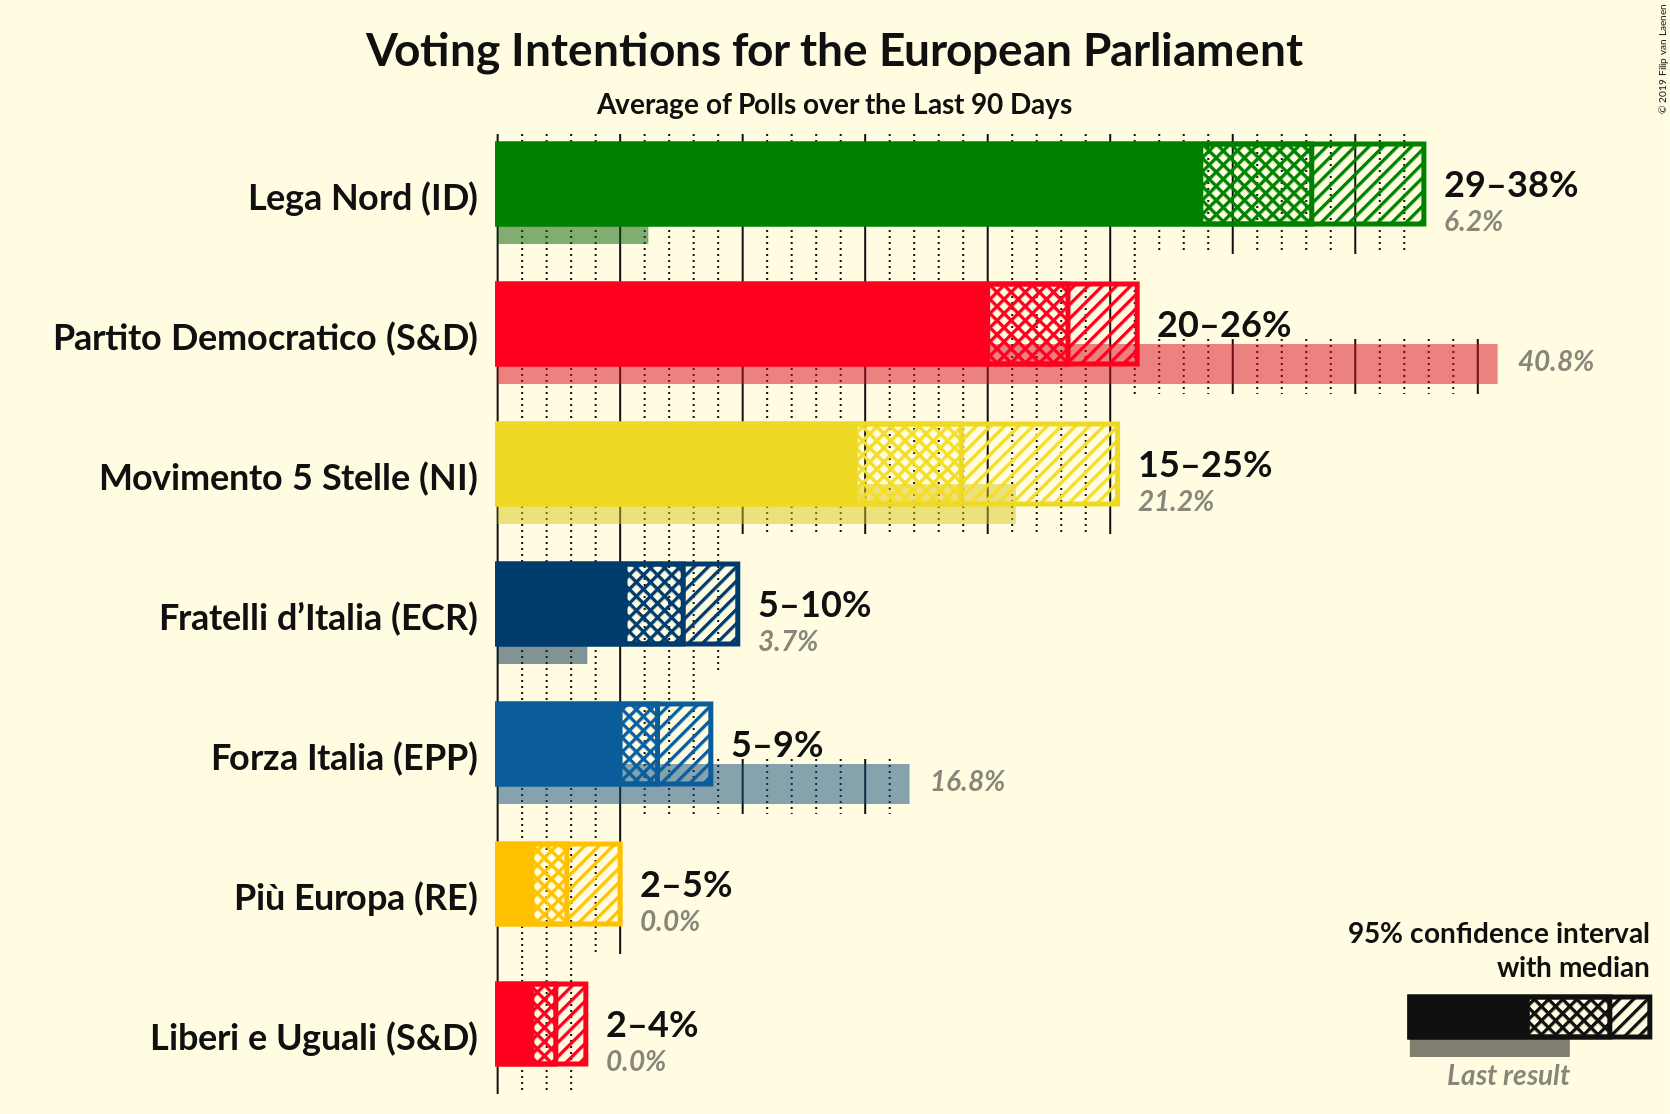 Voting Intentions for the European Parliament
Average of Polls over the Last 90 Days
© 2019 Filip van Laenen
Lega Nord (ID)
29–38%
6.2%
Partito Democratico (S&D)
20–26%
40.8%
Movimento 5 Stelle (NI)
15–25%
21.2%
Fratelli d’Italia (ECR)
5–10%
3.7%
Forza Italia (EPP)
5–9%
16.8%
Più Europa (RE)
2–5%
0.0%
Liberi e Uguali (S&D)
2–4%
0.0%
95% confidence interval
with median
Last result